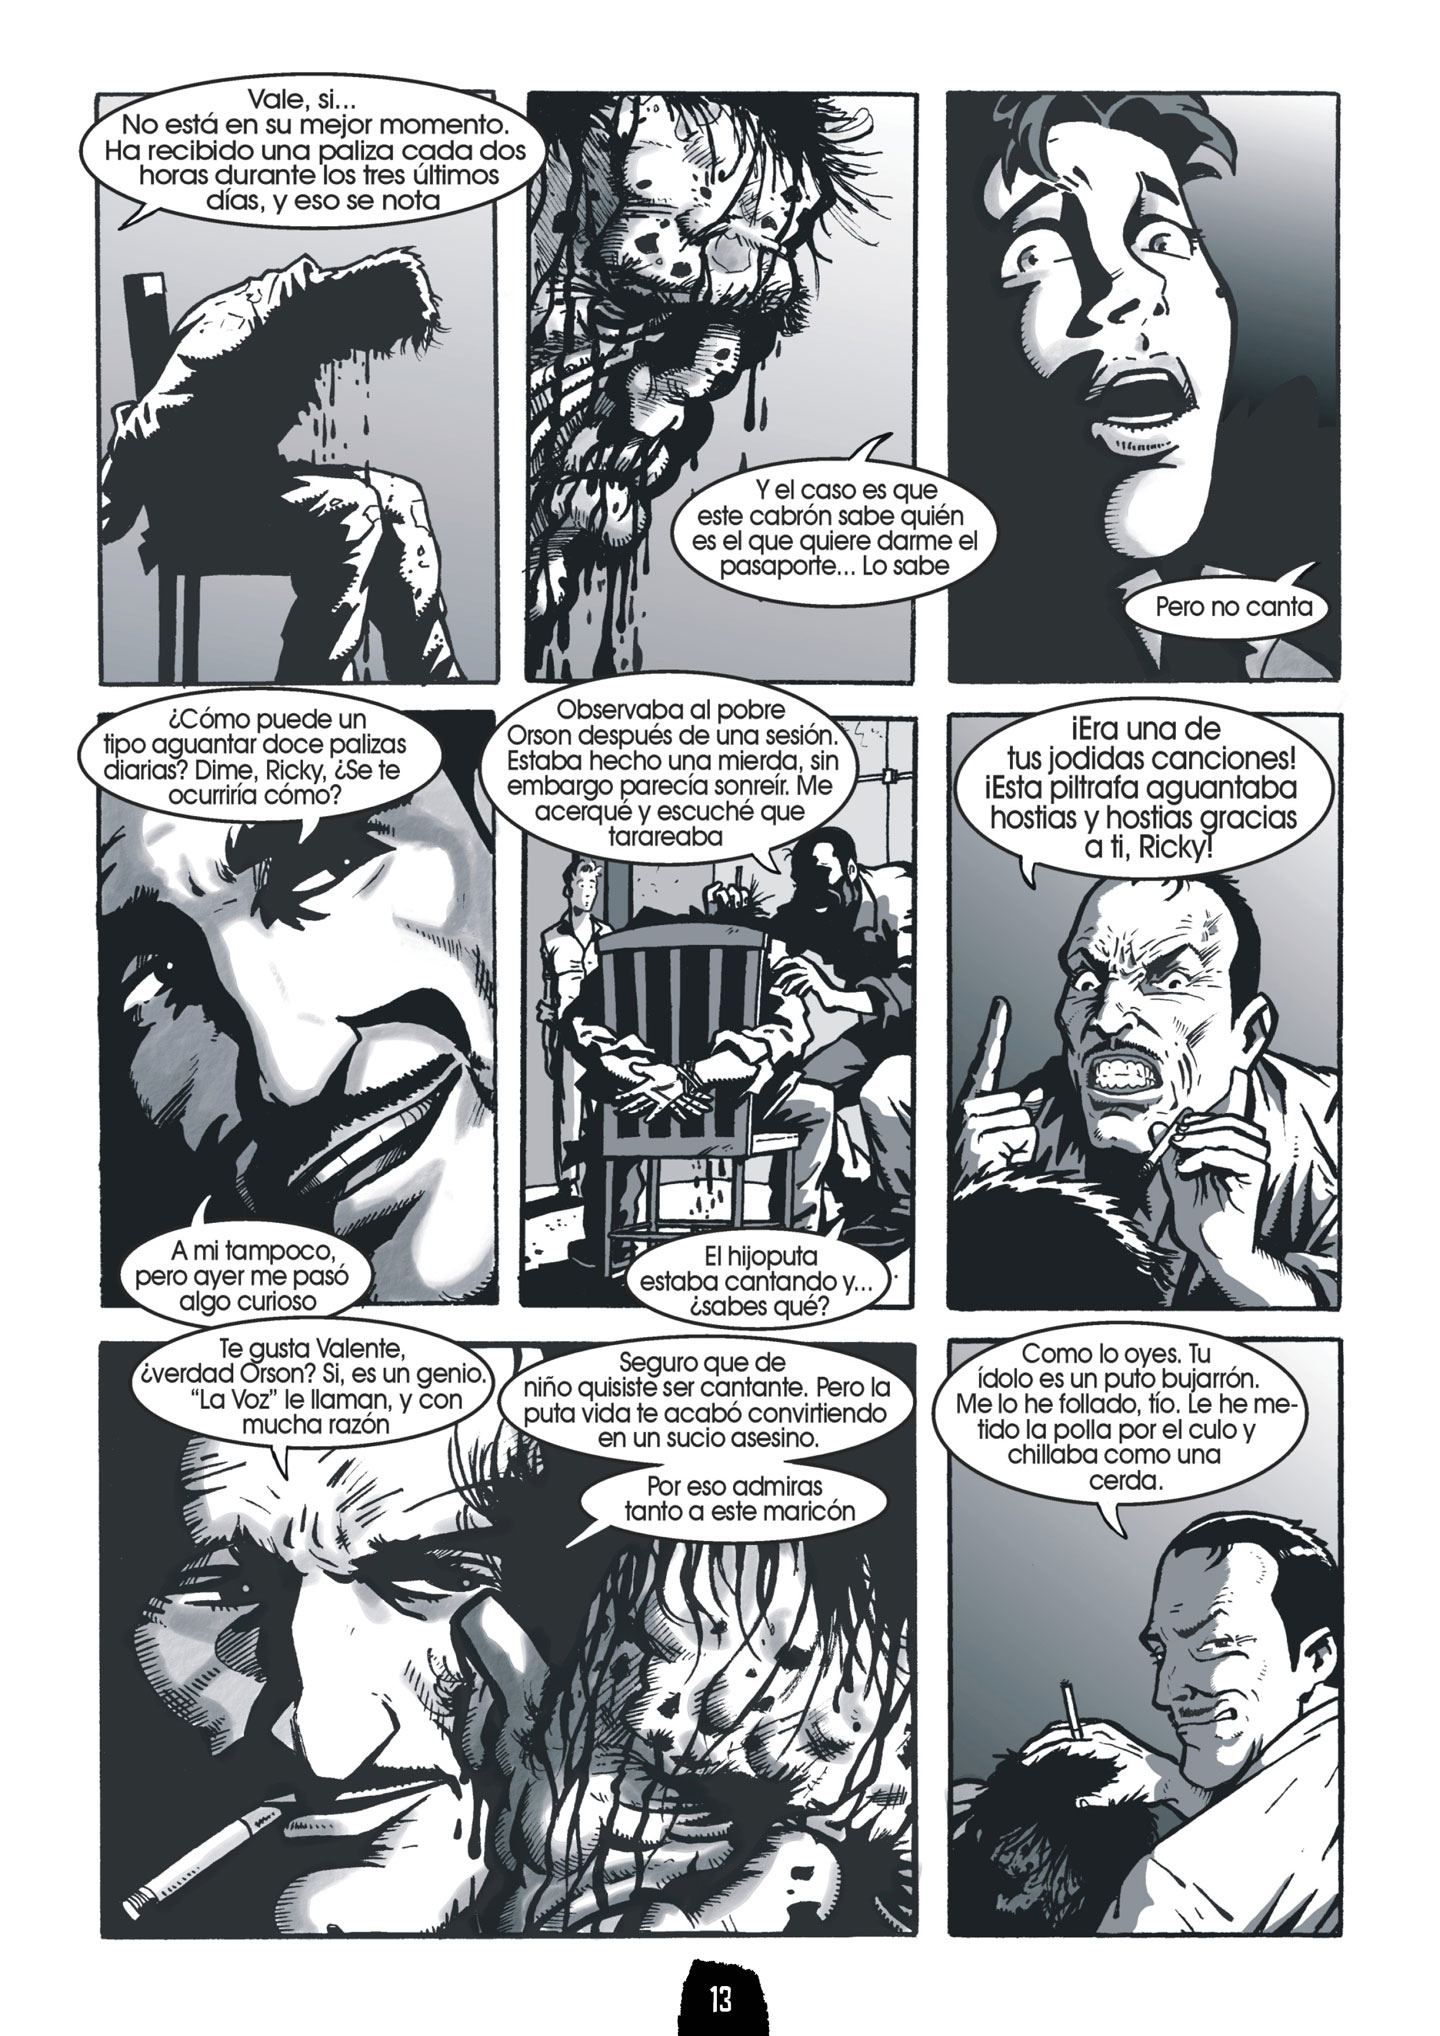 Vale, si...
No está en su mejor momento.
Ha recibido una paliza cada dos
horas durante los tres últimos
días, y eso se nota
Y el caso es que
este cabrón sabe quién
es el que quiere darme el
pasaporte... Lo sabe
Pero no canta
¿Cómo puede un
tipo aguantar doce palizas
diarias? Dime, Ricky, ¿Se te
ocurriría cómo?
A mi tampoco,
pero ayer me pasó
algo curioso
Observaba al pobre
Orson después de una sesión.
Estaba hecho una mierda, sin
embargo parecía sonreír. Me
acerqué y escuché que
tarareaba
El hijoputa
estaba cantando y...
¿sabes qué?
¡Era una de
tus jodidas canciones!
¡Esta piltrafa aguantaba
hostias y hostias gracias
a ti, Ricky!
Te gusta Valente,
¿verdad Orson? Si, es un genio.
“La Voz” le llaman, y con
mucha razón
Seguro que de
niño quisiste ser cantante. Pero la
puta vida te acabó convirtiendo
en un sucio asesino.
Por eso admiras
tanto a este maricón
Como lo oyes. Tu
ídolo es un puto bujarrón.
Me lo he follado, tío. Le he me-
tido la polla por el culo y
chillaba como una
cerda.
13